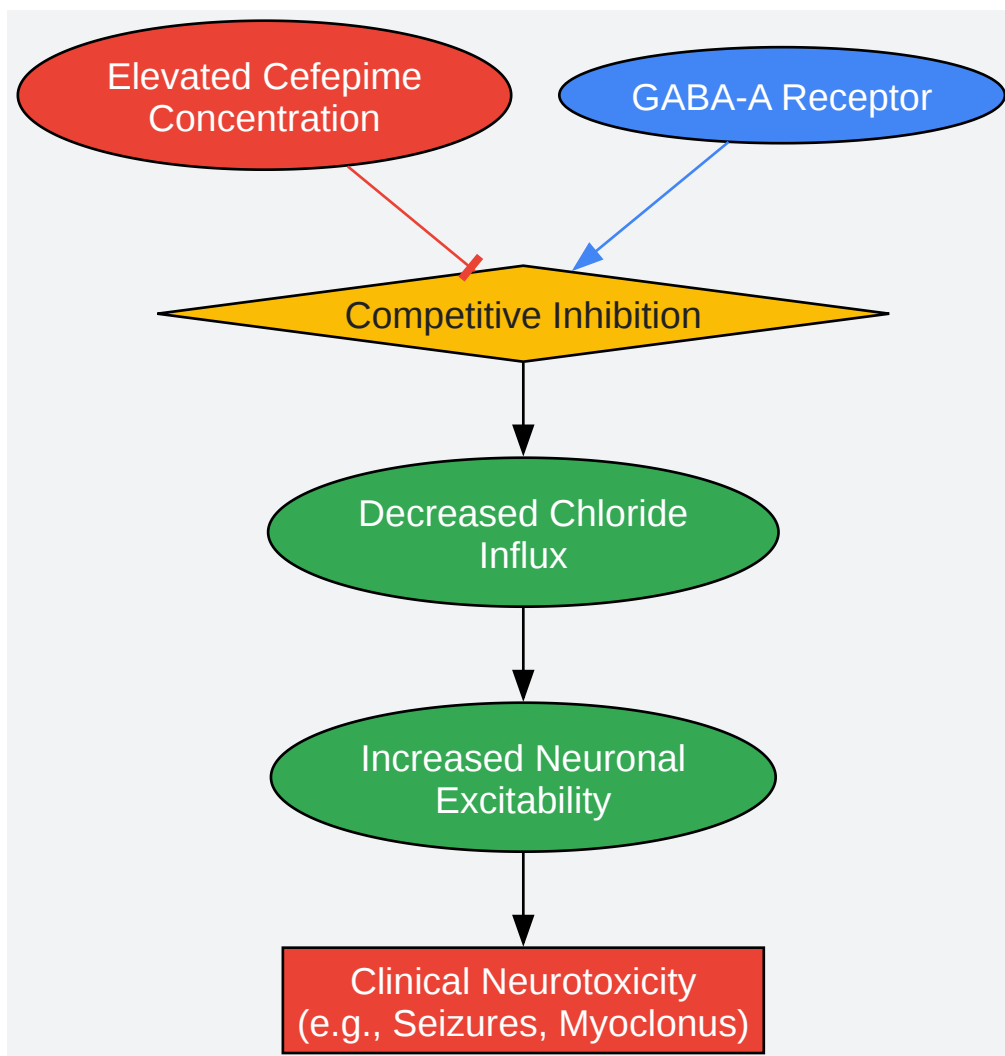 Elevated Cefepime
Concentration
GABA-A Receptor
Competitive Inhibition
Decreased Chloride
Influx
Increased Neuronal
Excitability
Clinical Neurotoxicity
(e.g., Seizures, Myoclonus)